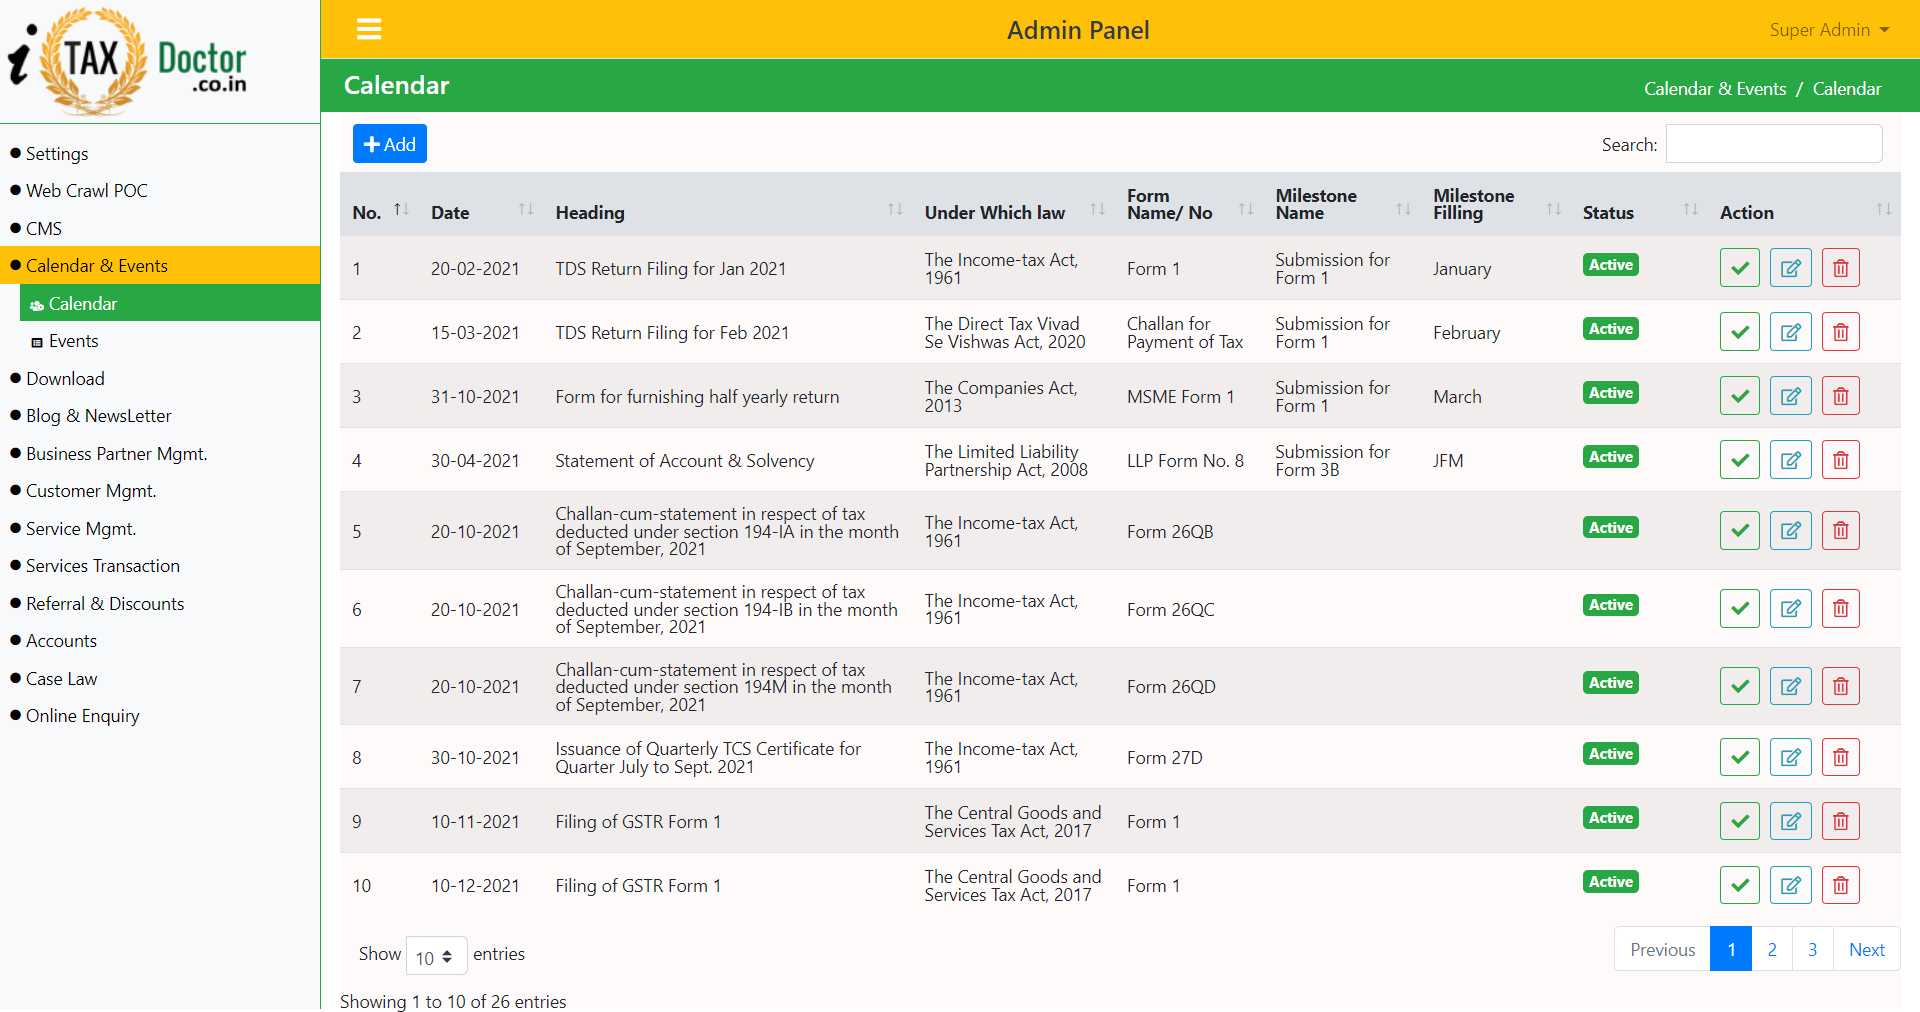 i TAX Doctor
.co.in
Admin Panel
Super Admin
Calendar
Calendar & Events / Calendar
Settings
Web Crawl POC
CMS
Calendar & Events
Calendar
Events
Download
Blog & NewsLetter
Business Partner Mgmt.
Customer Mgmt.
Service Mgmt.
Services Transaction
Referral & Discounts
Accounts
Case Law
Online Enquiry
Add
Search:
No. Date Heading Under Which law Form Name/ No Milestone Name Milestone Filling Status Action
1 20-02-2021 TDS Return Filing for Jan 2021 The Income-tax Act, 1961 Form 1 Submission for Form 1 January Active
2 15-03-2021 TDS Return Filing for Feb 2021 The Direct Tax Vivad Se Vishwas Act, 2020 Challan for Payment of Tax Submission for Form 1 February Active
3 31-10-2021 Form for furnishing half yearly return The Companies Act, 2013 MSME Form 1 Submission for Form 1 March Active
4 30-04-2021 Statement of Account & Solvency The Limited Liability Partnership Act, 2008 LLP Form No. 8 Submission for Form 3B JFM Active
5 20-10-2021 Challan-cum-statement in respect of tax deducted under section 194-IA in the month of September, 2021 The Income-tax Act, 1961 Form 26QB Active
6 20-10-2021 Challan-cum-statement in respect of tax deducted under section 194-IB in the month of September, 2021 The Income-tax Act, 1961 Form 26QC Active
7 20-10-2021 Challan-cum-statement in respect of tax deducted under section 194M in the month of September, 2021 The Income-tax Act, 1961 Form 26QD Active
8 30-10-2021 Issuance of Quarterly TCS Certificate for Quarter July to Sept. 2021 The Income-tax Act, 1961 Form 27D Active
9 10-11-2021 Filing of GSTR Form 1 The Central Goods and Services Tax Act, 2017 Form 1 Active
10 10-12-2021 Filing of GSTR Form 1 The Central Goods and Services Tax Act, 2017 Form 1 Active
Show 10 entries
Previous 1 2 3 Next
Showing 1 to 10 of 26 entries